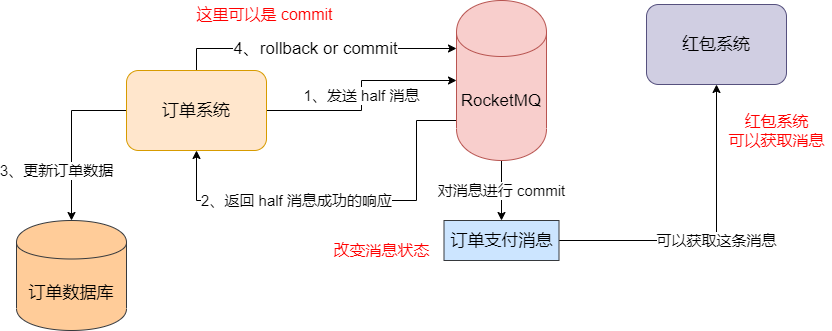 这里可以是 commit
4、rollback or commit
红包系统
订单系统
1、发送 half 消息
RocketMQ
红包系统
可以获取消息
3、更新订单数据
2、返回 half 消息成功的响应
对消息进行 commit
改变消息状态
订单支付消息
可以获取这条消息
订单数据库